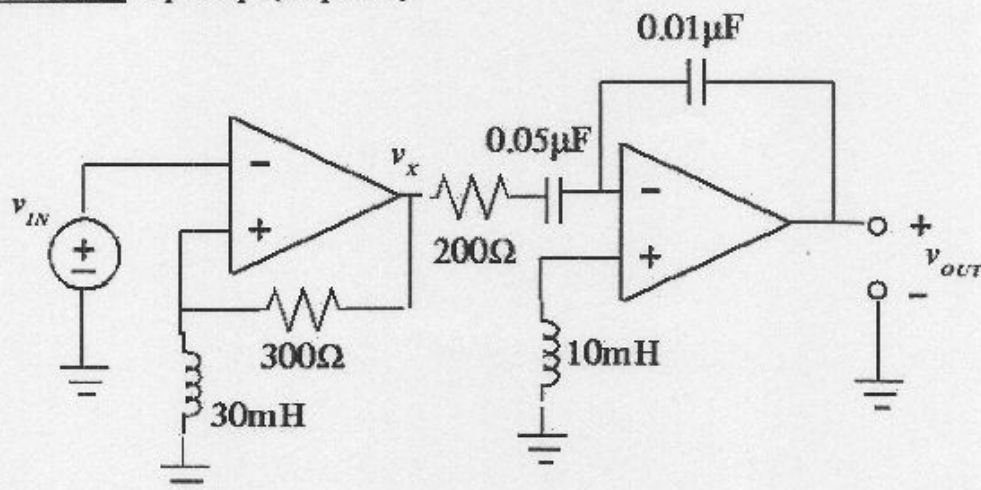 0.01µF
0.05µF
v_X
v_IN
200Ω
v_OUT
300Ω
10mH
30mH
+
-
-
+
-
+
+
-